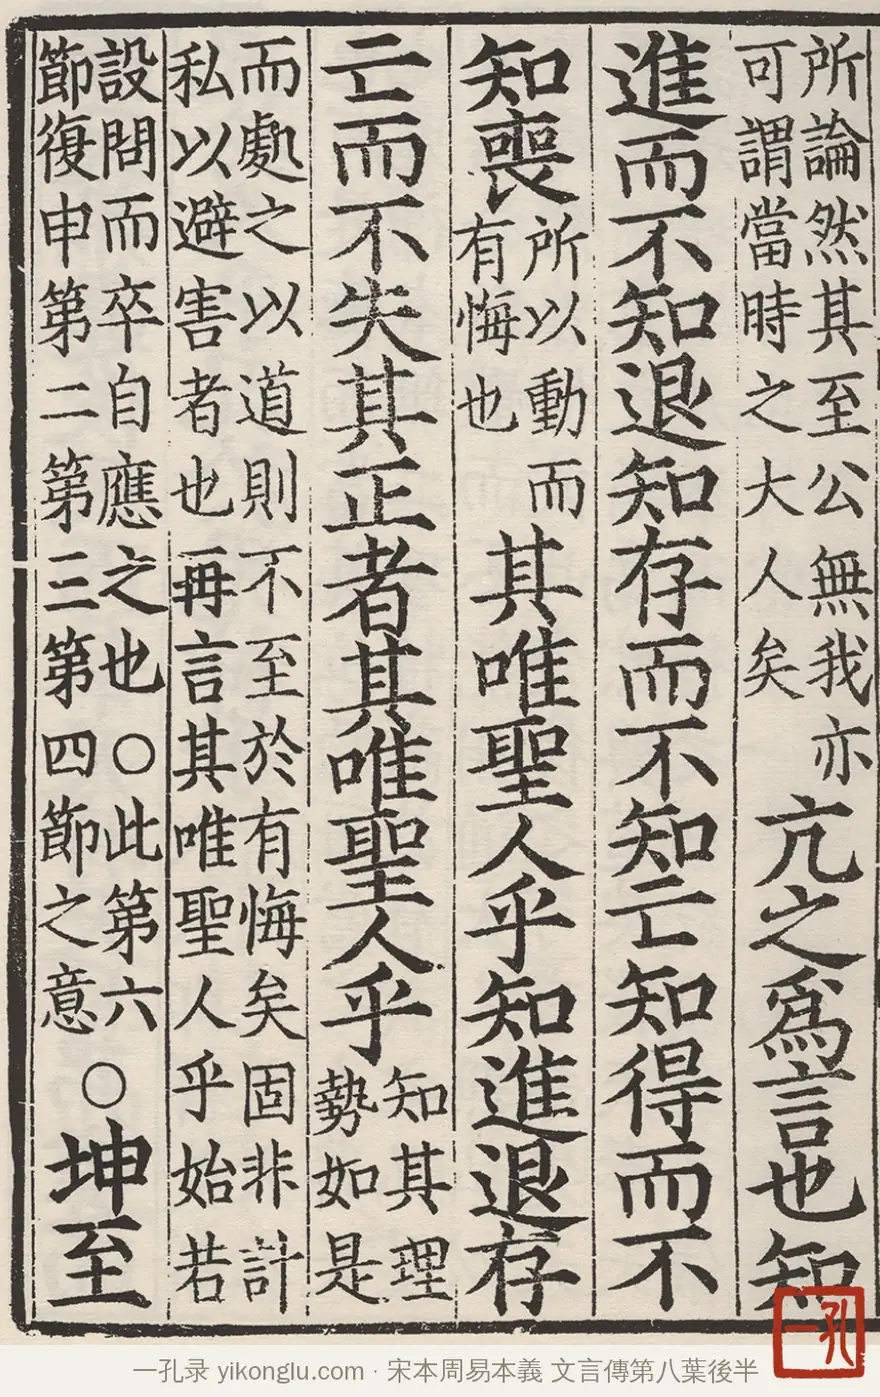 所論然其至公無我亦
可謂當時之大人矣
亢之爲言也知
進而不知退知存而不知亡知得而不
知喪
所以動而
有悔也
其唯聖人乎知進退存
亡而不失其正者其唯聖人乎
知其理
勢如是
而處之以道則不至於有悔矣固非計
私以避害者也再言其唯聖人乎始若
設問而卒自應之也○此第六
節復申第二第三第四節之意
○坤至
一孔
一孔录 yikonglu.com · 宋本周易本義 文言傳第八葉後半